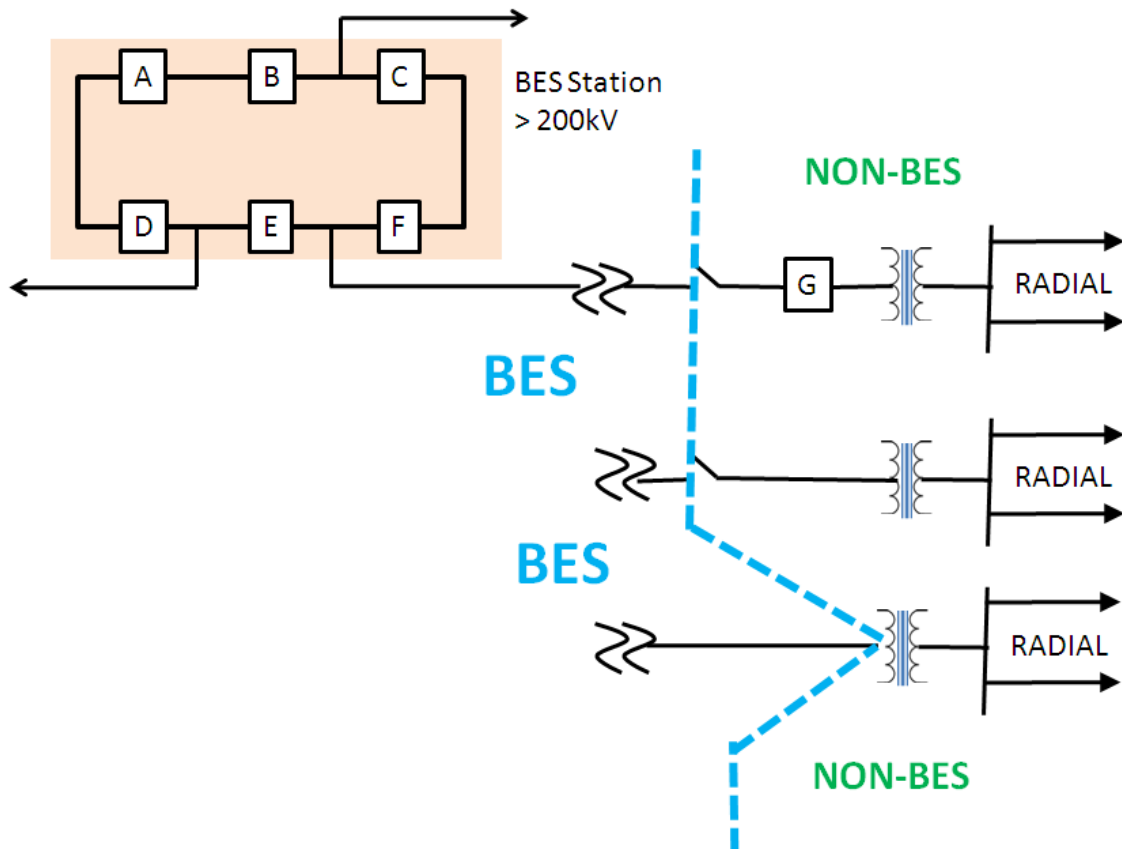 A
B
C
BES Station
> 200kV
D
E
F
NON-BES
G
RADIAL
BES
RADIAL
BES
RADIAL
NON-BES